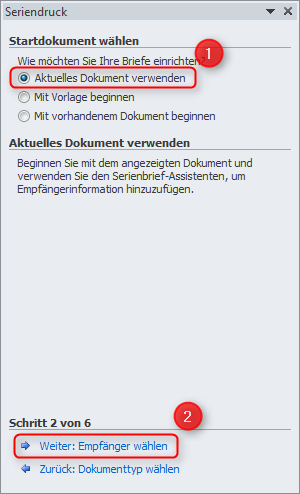 Seriendruck
Startdokument wählen
Wie möchten Sie Ihre Briefe einrichten?
1
Aktuelles Dokument verwenden
Mit Vorlage beginnen
Mit vorhandenem Dokument beginnen
Aktuelles Dokument verwenden
Beginnen Sie mit dem angezeigten Dokument und
verwenden Sie den Serienbrief-Assistenten, um
Empfängerinformation hinzuzufügen.
Schritt 2 von 6
2
Weiter: Empfänger wählen
Zurück: Dokumenttyp wählen